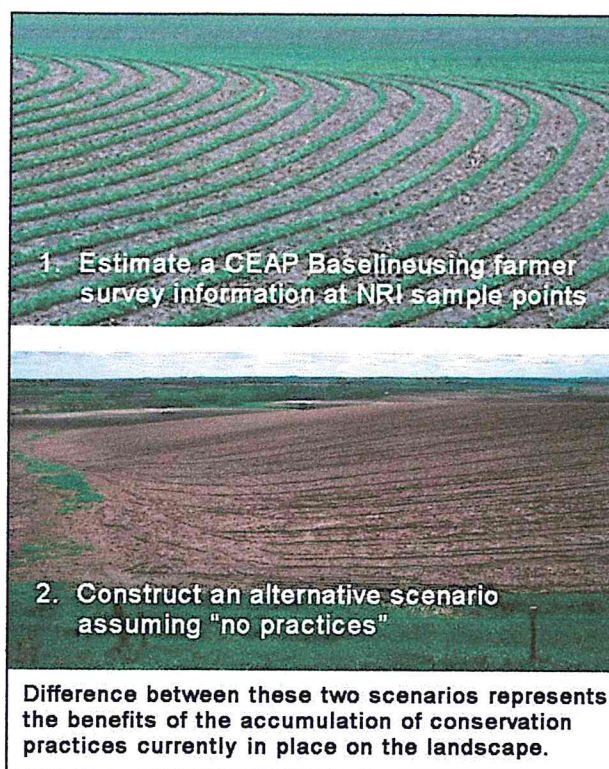 1. Estimate a CEAP Baselineusing farmer
survey information at NRI sample points
2. Construct an alternative scenario
assuming "no practices"
Difference between these two scenarios represents
the benefits of the accumulation of conservation
practices currently in place on the landscape.